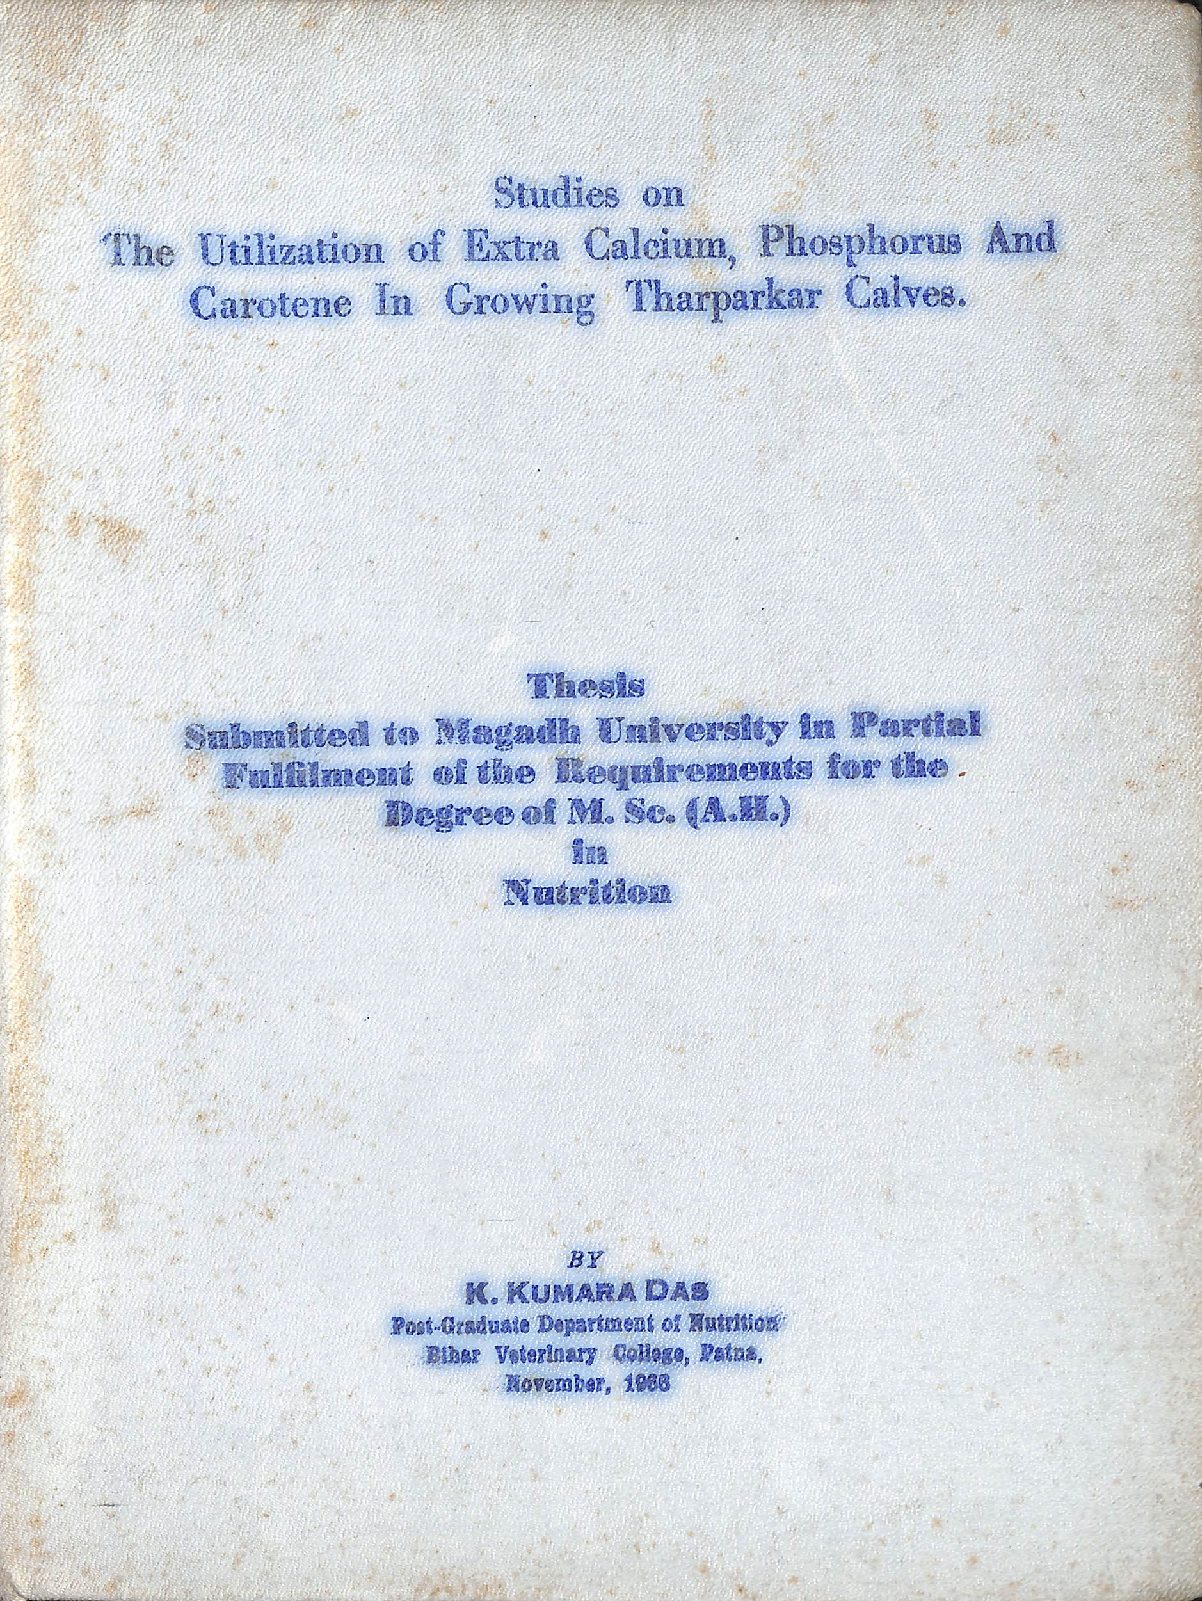 Studies on
The Utilization of Extra Calcium, Phosphorus And
Carotene In Growing Tharparkar Calves.
Thesis
Submitted to Magadh University in Partial
Fulfilment of the Requirements for the
Degree of M. Sc. (A.H.)
in
Nutrition
BY
K. KUMARA DAS
Post-Graduate Department of Nutrition
Bihar Veterinary College, Patna.
November, 1966